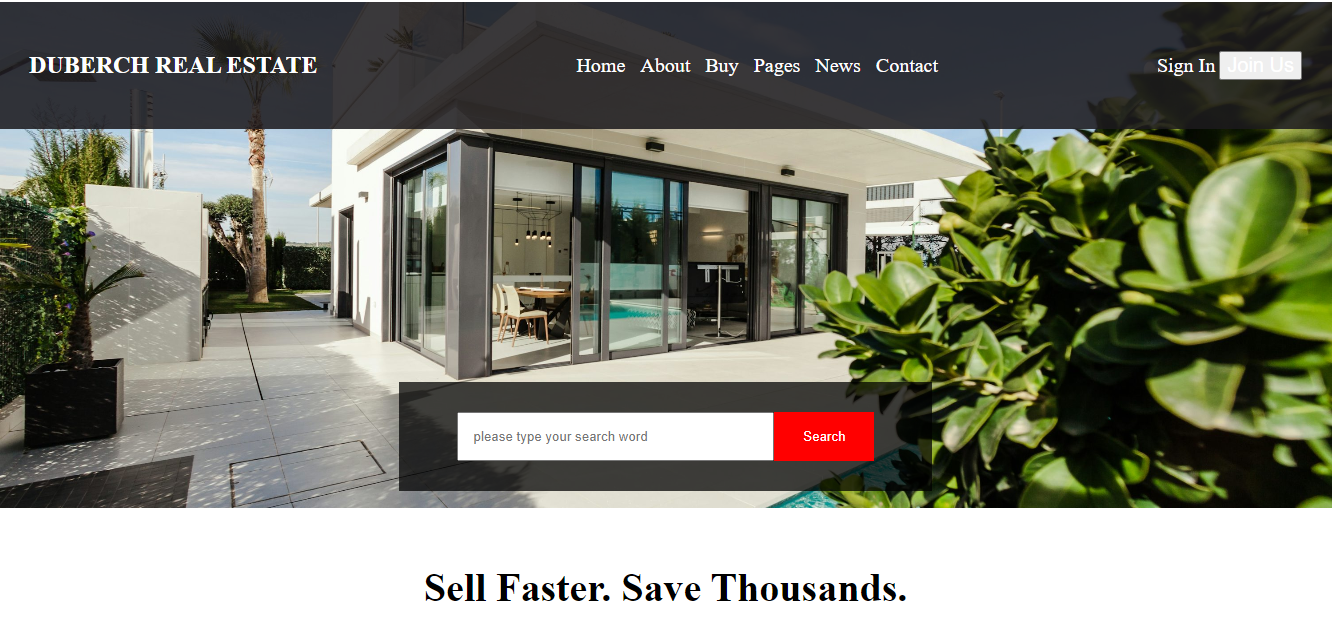 DUBERCH REAL ESTATE Home About Buy Pages News Contact Sign In Join Us
please type your search word Search
Sell Faster. Save Thousands.